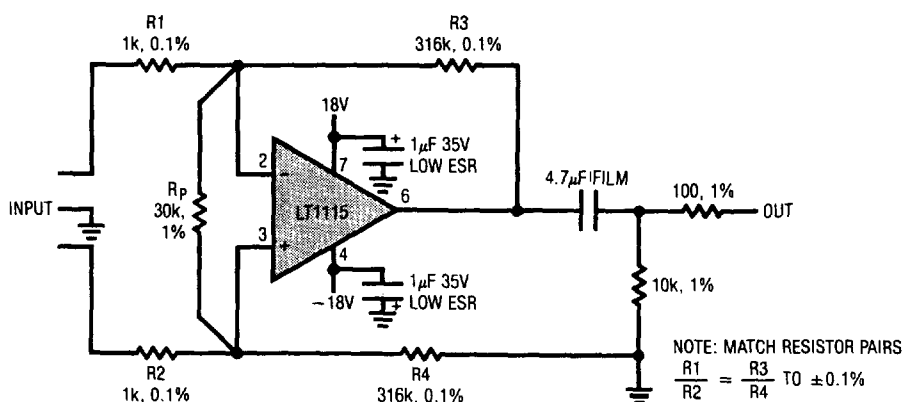 R1
1k, 0.1%
R3
316k, 0.1%
18V
+
1µF 35V
LOW ESR
7
2
−
RP
30k,
1%
LT1115
6
4.7µF FILM
100, 1%
OUT
INPUT
3
+
4
−18V
1µF 35V
LOW ESR
+
10k, 1%
R2
1k, 0.1%
R4
316k, 0.1%
NOTE: MATCH RESISTOR PAIRS
R1/R2 = R3/R4 TO ±0.1%